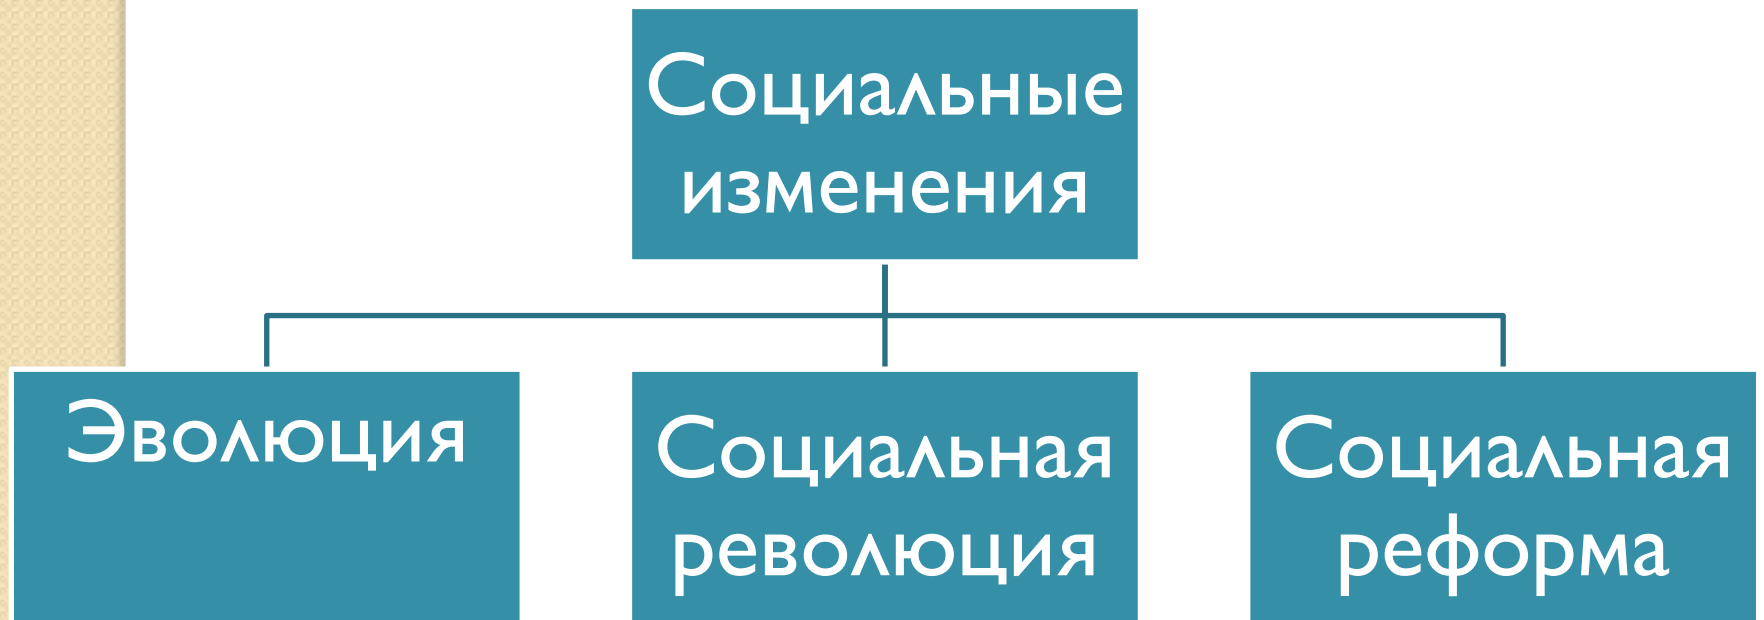 Социальные
изменения
Эволюция
Социальная
революция
Социальная
реформа